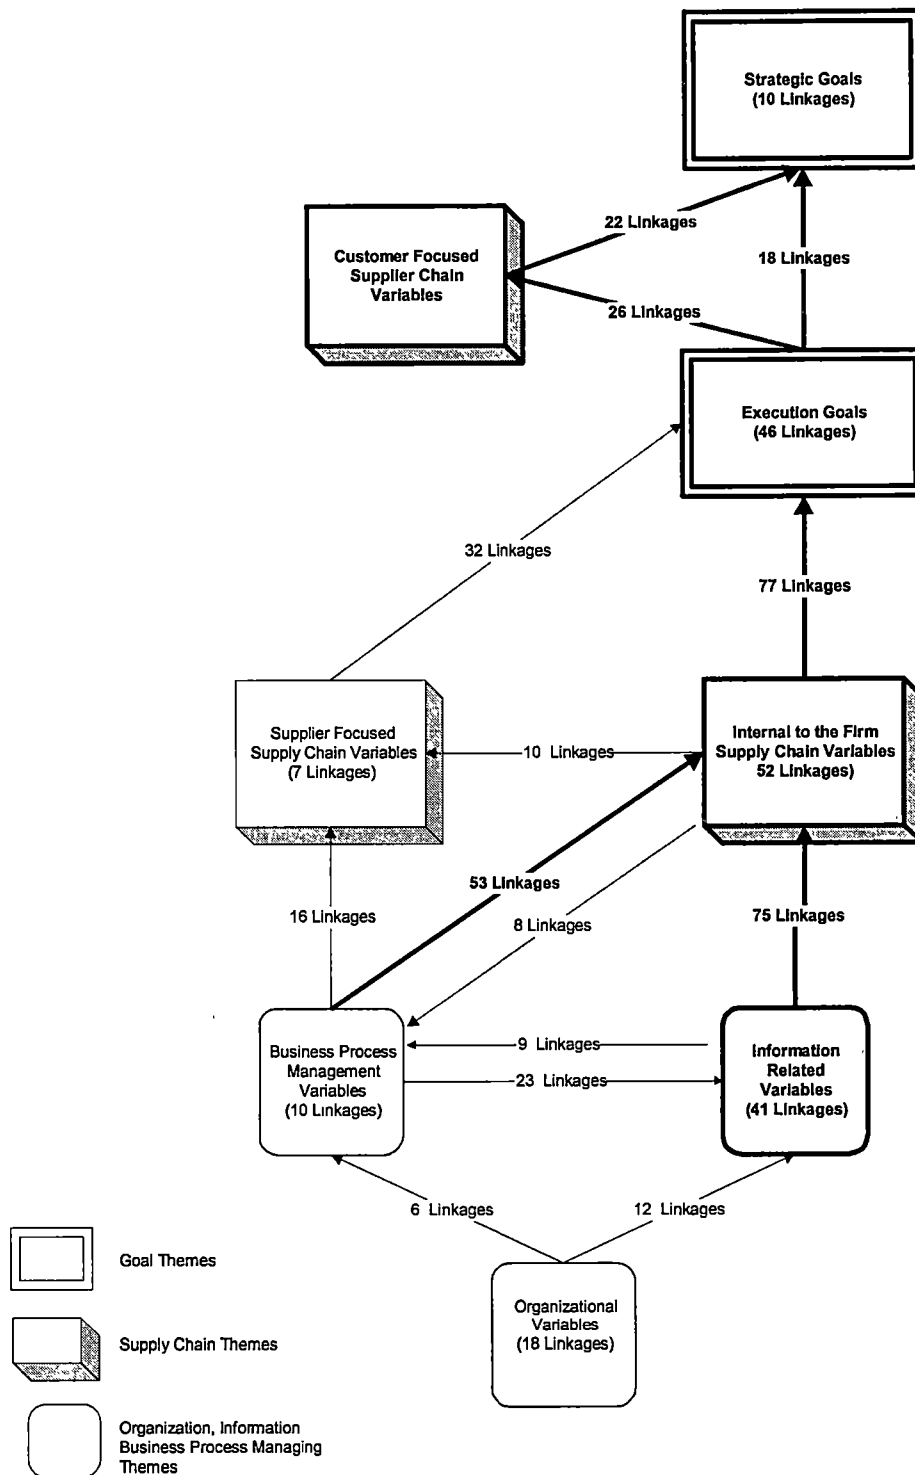 Strategic Goals
(10 Linkages)
22 Linkages
Customer Focused
Supplier Chain
Variables
18 Linkages
26 Linkages
Execution Goals
(46 Linkages)
32 Linkages
77 Linkages
Supplier Focused
Supply Chain Variables
(7 Linkages)
10 Linkages
Internal to the Firm
Supply Chain Variables
52 Linkages)
53 Linkages
16 Linkages
8 Linkages
75 Linkages
Business Process
Management
Variables
(10 Linkages)
9 Linkages
23 Linkages
Information
Related
Variables
(41 Linkages)
6 Linkages
12 Linkages
Organizational
Variables
(18 Linkages)
Goal Themes
Supply Chain Themes
Organization, Information
Business Process Managing
Themes